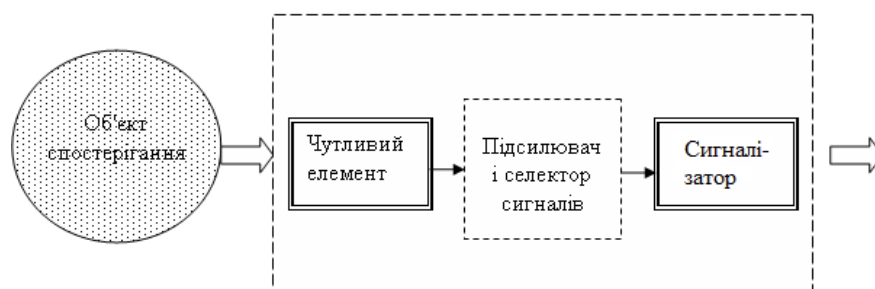 Об'єкт
спостерігання
Чутливий
елемент
Підсилювач
і селектор
сигналів
Сигналі-
затор